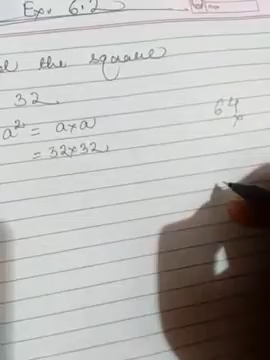 Ex. 6.2
the square
32
a² = a×a
= 32×32
64
×